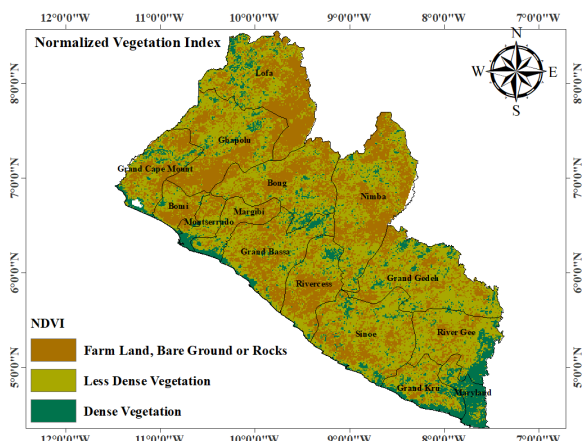 12°0'0"W 11°0'0"W 10°0'0"W 9°0'0"W 8°0'0"W 7°0'0"W
Normalized Vegetation Index
N
W E
S
Lofa
8°0'0"N 8°0'0"N
Gbapolu
Grand Cape Mount
7°0'0"N 7°0'0"N
Bong
Nimba
Bomi
Margibi
Montserrado
Grand Bassa
6°0'0"N 6°0'0"N
Grand Gedeh
Rivercess
Sinoe
River Gee
5°0'0"N 5°0'0"N
Grand Kru
Maryland
NDVI
Farm Land, Bare Ground or Rocks
Less Dense Vegetation
Dense Vegetation
12°0'0"W 11°0'0"W 10°0'0"W 9°0'0"W 8°0'0"W 7°0'0"W